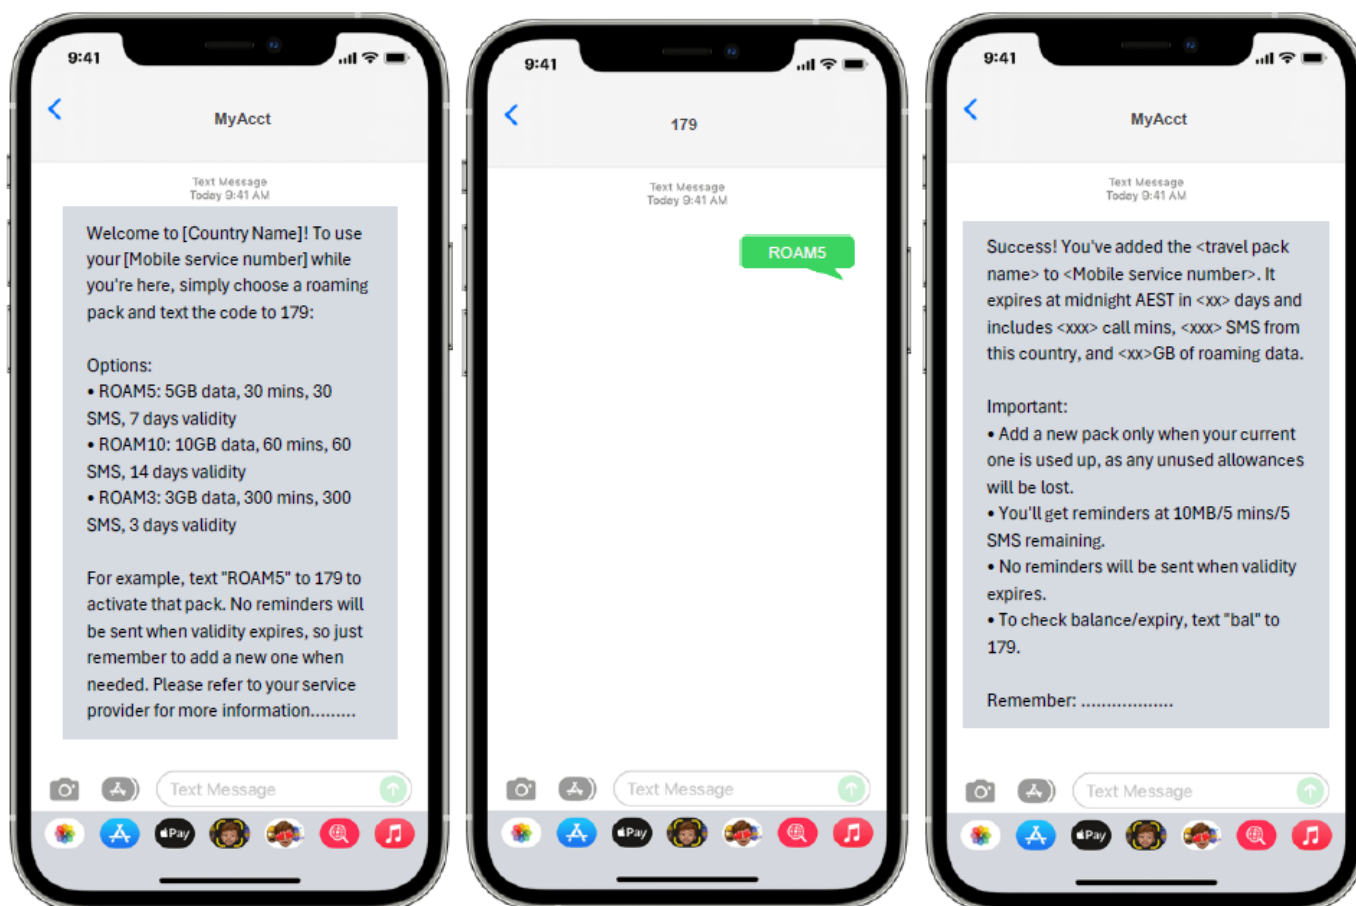 9:41
MyAcct
Text Message
Today 9:41 AM
Welcome to [Country Name]! To use
your [Mobile service number] while
you're here, simply choose a roaming
pack and text the code to 179:
Options:
• ROAM5: 5GB data, 30 mins, 30
SMS, 7 days validity
• ROAM10: 10GB data, 60 mins, 60
SMS, 14 days validity
• ROAM3: 3GB data, 300 mins, 300
SMS, 3 days validity
For example, text "ROAM5" to 179 to
activate that pack. No reminders will
be sent when validity expires, so just
remember to add a new one when
needed. Please refer to your service
provider for more information.........
Text Message
Pay
9:41
179
Text Message
Today 9:41 AM
ROAM5
Text Message
Pay
9:41
MyAcct
Text Message
Today 9:41 AM
Success! You've added the <travel pack
name> to <Mobile service number>. It
expires at midnight AEST in <xx> days and
includes <xxx> call mins, <xxx> SMS from
this country, and <xx>GB of roaming data.
Important:
• Add a new pack only when your current
one is used up, as any unused allowances
will be lost.
• You'll get reminders at 10MB/5 mins/5
SMS remaining.
• No reminders will be sent when validity
expires.
• To check balance/expiry, text "bal" to
179.
Remember: ..................
Text Message
Pay